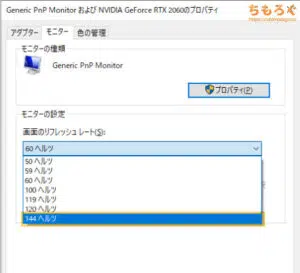 ちもろぐ
Generic PnP Monitor および NVIDIA GeForce RTX 2060のプロパティ
アダプター モニター 色の管理
モニターの種類
Generic PnP Monitor
プロパティ(P)
モニターの設定
画面のリフレッシュ レート(S):
60 ヘルツ
50 ヘルツ
59 ヘルツ
60 ヘルツ
100 ヘルツ
119 ヘルツ
120 ヘルツ
144 ヘルツ